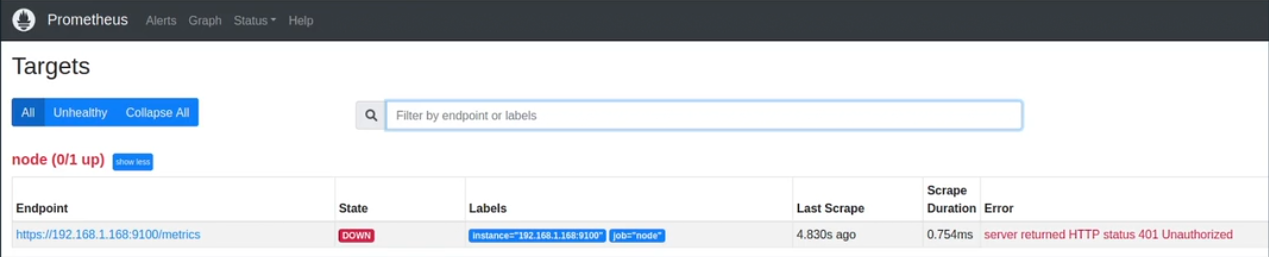 Prometheus Alerts Graph Status Help
Targets
All Unhealthy Collapse All
Filter by endpoint or labels
node (0/1 up) show less
Endpoint State Labels Last Scrape Scrape Duration Error
https://192.168.1.168:9100/metrics DOWN instance="192.168.1.168:9100" job="node" 4.830s ago 0.754ms server returned HTTP status 401 Unauthorized